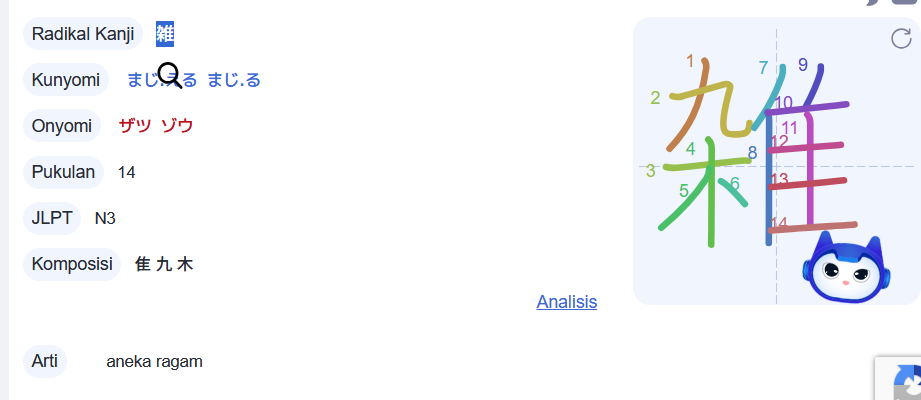 Radikal Kanji 雑
Kunyomi まじ.える まじ.る
Onyomi ザツ ゾウ
Pukulan 14
JLPT N3
Komposisi 隹 九 木
Analisis
Arti aneka ragam
1
2
3
4
5
6
7
8
9
10
11
12
13
14